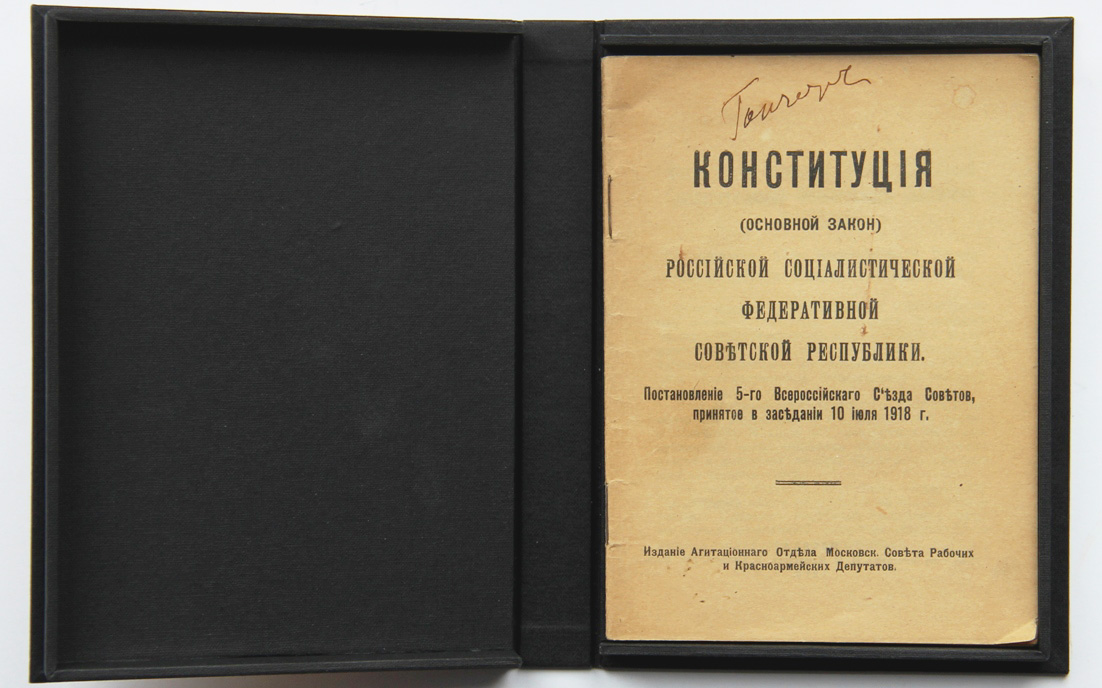 КОНСТИТУЦІЯ
(ОСНОВНОЙ ЗАКОН)
РОССІЙСКОЙ СОЦІАЛИСТИЧЕСКОЙ
ФЕДЕРАТИВНОЙ
СОВѢТСКОЙ РЕСПУБЛИКИ.
Постановленіе 5-го Всероссійскаго С'ѣзда Совѣтов,
принятое в засѣданіи 10 іюля 1918 г.
Изданіе Агитаціоннаго Отдѣла Московск. Совѣта Рабочих
и Красноармейских Депутатов.